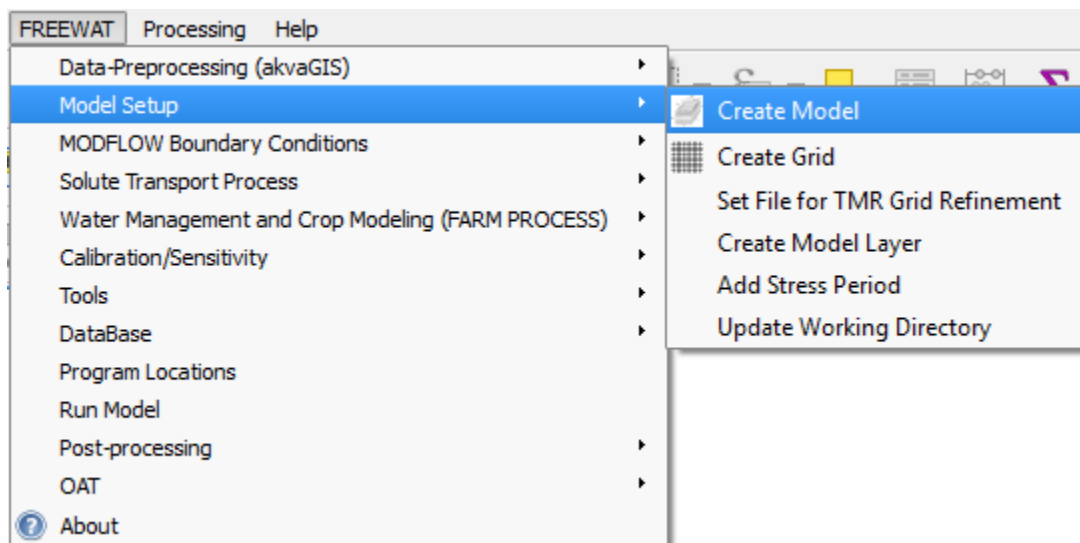 FREEWAT Processing Help
Data-Preprocessing (akvaGIS)
Model Setup
MODFLOW Boundary Conditions
Solute Transport Process
Water Management and Crop Modeling (FARM PROCESS)
Calibration/Sensitivity
Tools
DataBase
Program Locations
Run Model
Post-processing
OAT
About
Create Model
Create Grid
Set File for TMR Grid Refinement
Create Model Layer
Add Stress Period
Update Working Directory